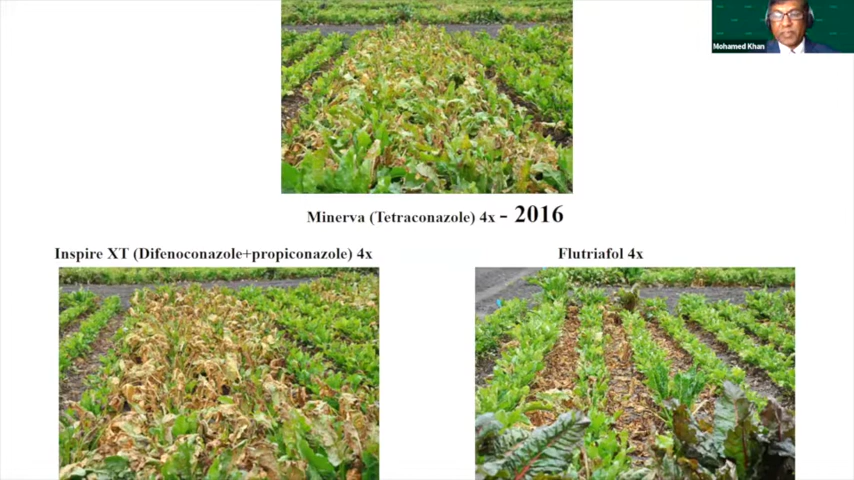 Mohamed Khan
Minerva (Tetraconazole) 4x - 2016
Inspire XT (Difenoconazole+propiconazole) 4x
Flutriafol 4x